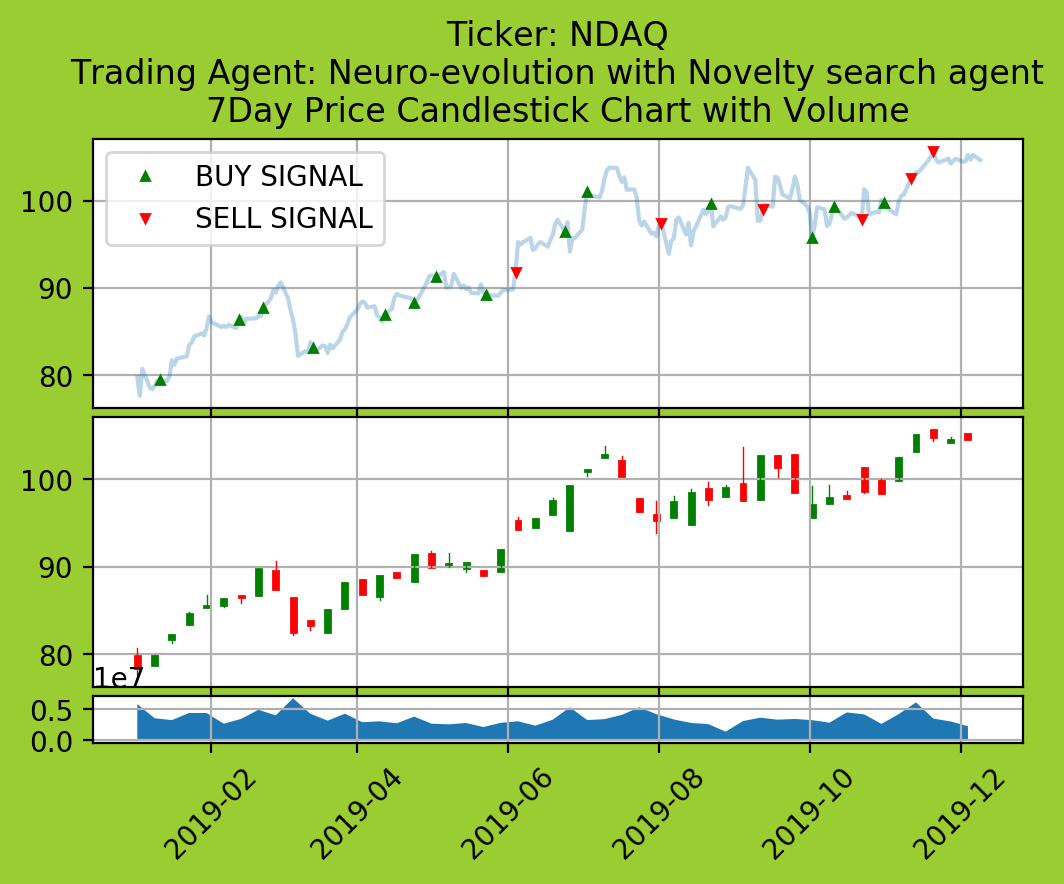 Ticker: NDAQ
Trading Agent: Neuro-evolution with Novelty search agent
7Day Price Candlestick Chart with Volume
BUY SIGNAL
SELL SIGNAL
100
90
80
100
90
80
1e7
0.5
0.0
2019-02
2019-04
2019-06
2019-08
2019-10
2019-12